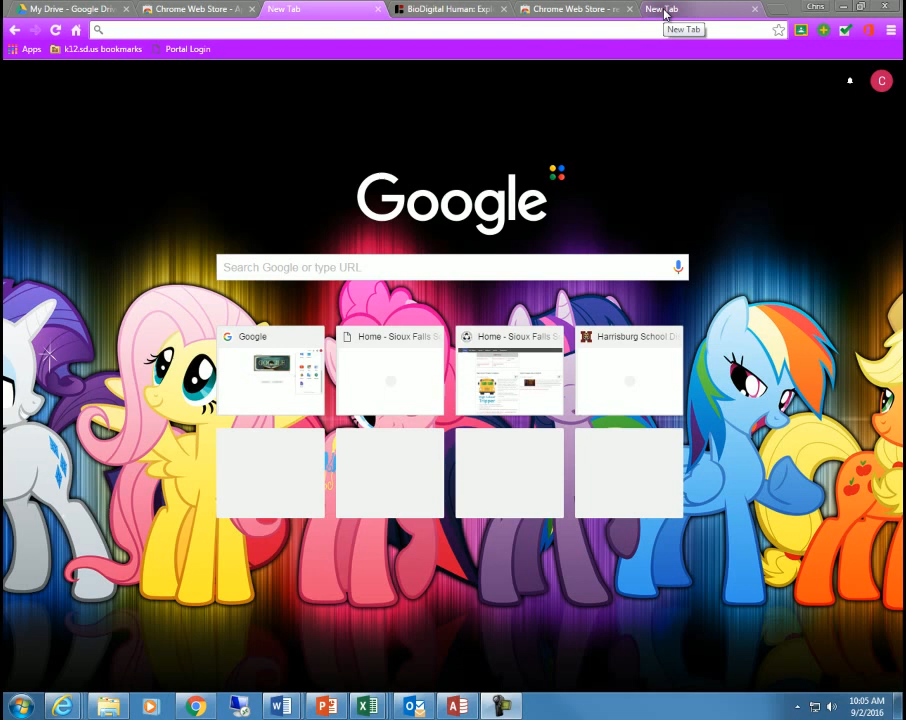 My Drive - Google Driv
Chrome Web Store - A
New Tab
BioDigital Human: Expl
Chrome Web Store - re
New Tab
Chris
New Tab
Apps
k12.sd.us bookmarks
Portal Login
C
Google
Search Google or type URL
Google
Home - Sioux Falls S
Home - Sioux Falls S
Harrisburg School Di
10:05 AM
9/2/2016